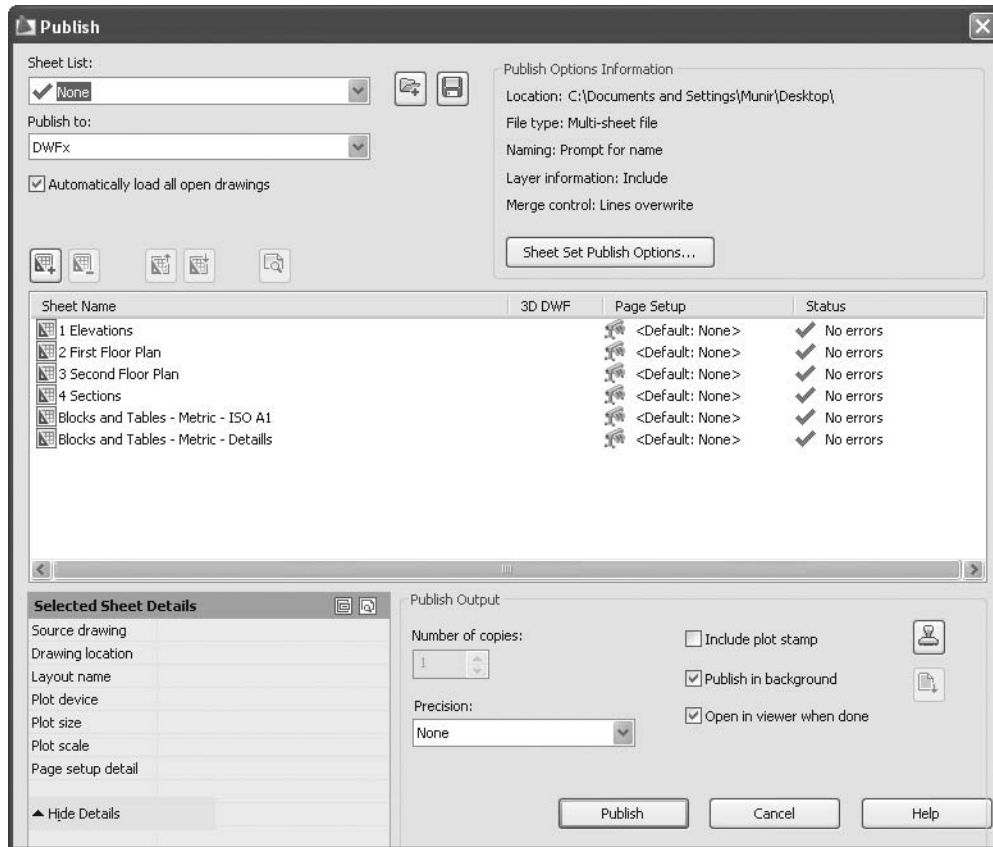 Publish
Sheet List:
None
Publish to:
DWFx
Automatically load all open drawings
Publish Options Information
Location: C:\Documents and Settings\Munir\Desktop\
File type: Multi-sheet file
Naming: Prompt for name
Layer information: Include
Merge control: Lines overwrite
Sheet Set Publish Options...
Sheet Name 3D DWF Page Setup Status
1 Elevations <Default: None> No errors
2 First Floor Plan <Default: None> No errors
3 Second Floor Plan <Default: None> No errors
4 Sections <Default: None> No errors
Blocks and Tables - Metric - ISO A1 <Default: None> No errors
Blocks and Tables - Metric - Detaills <Default: None> No errors
Selected Sheet Details
Source drawing
Drawing location
Layout name
Plot device
Plot size
Plot scale
Page setup detail
Hide Details
Publish Output
Number of copies:
1
Precision:
None
Include plot stamp
Publish in background
Open in viewer when done
Publish Cancel Help